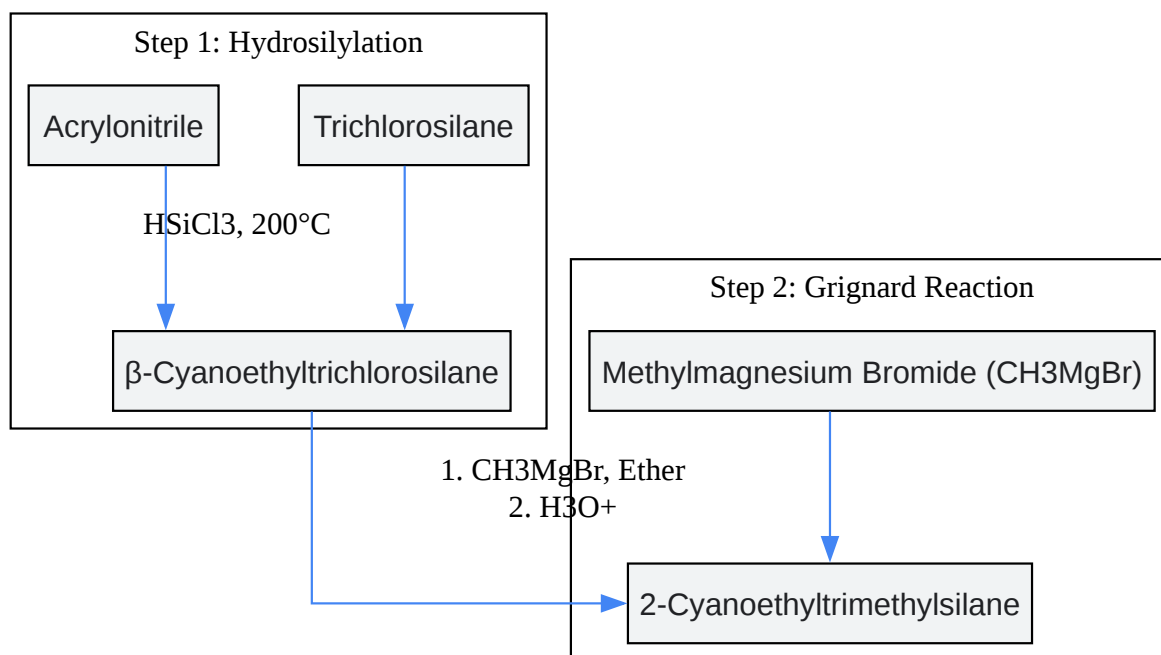 Step 1: Hydrosilylation
Acrylonitrile
Trichlorosilane
HSiCl3, 200°C
β-Cyanoethyltrichlorosilane
Step 2: Grignard Reaction
Methylmagnesium Bromide (CH3MgBr)
1. CH3MgBr, Ether
2. H3O+
2-Cyanoethyltrimethylsilane